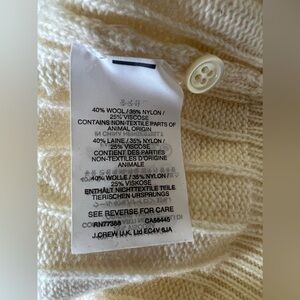 40% WOOL / 35% NYLON /
25% VISCOSE
CONTAINS NON-TEXTILE PARTS OF
ANIMAL ORIGIN
40% LAINE / 35% NYLON /
25% VISCOSE
CONTIENT DES PARTIES
NON-TEXTILES D'ORIGINE
ANIMALE
40% WOLLE / 35% NYLON /
25% VISKOSE
ENTHÄLT NICHTTEXTILE TEILE
TIERISCHEN URSPRUNGS
SEE REVERSE FOR CARE
RN77388 CA56445
J.CREW U.K. Ltd EC4V 6JA